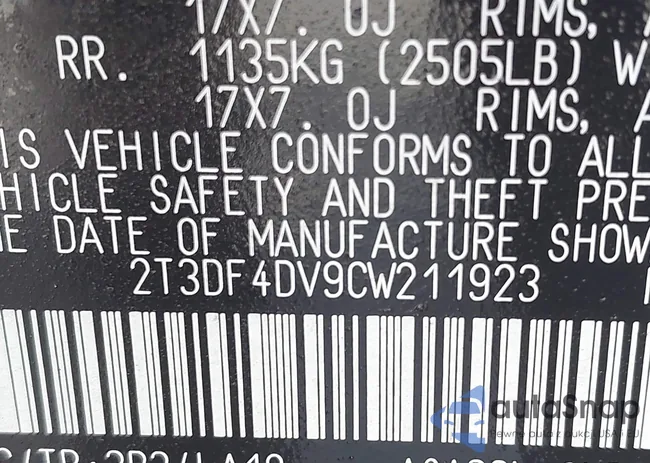 17X7. 0J RIMS,
RR. 1135KG (2505LB) W
17X7. 0J RIMS,
IS VEHICLE CONFORMS TO ALL
HICLE SAFETY AND THEFT PRE
E DATE OF MANUFACTURE SHOW
2T3DF4DV9CW211923
autoSnap